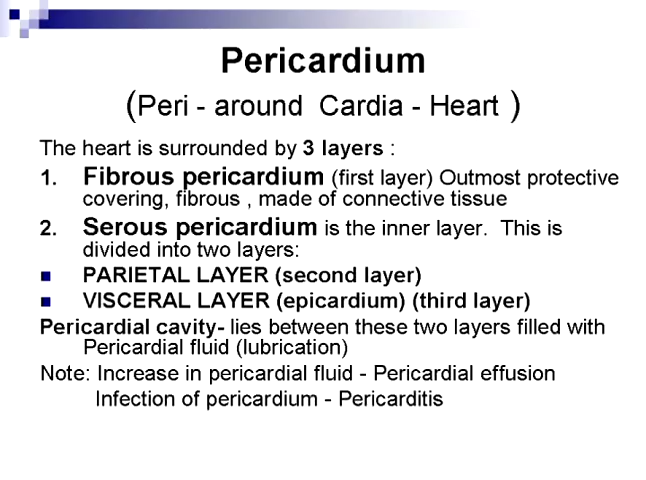 Pericardium
(Peri - around Cardia - Heart )
The heart is surrounded by 3 layers :
1. Fibrous pericardium (first layer) Outmost protective
covering, fibrous , made of connective tissue
2. Serous pericardium is the inner layer. This is
divided into two layers:
PARIETAL LAYER (second layer)
VISCERAL LAYER (epicardium) (third layer)
Pericardial cavity- lies between these two layers filled with
Pericardial fluid (lubrication)
Note: Increase in pericardial fluid - Pericardial effusion
Infection of pericardium - Pericarditis